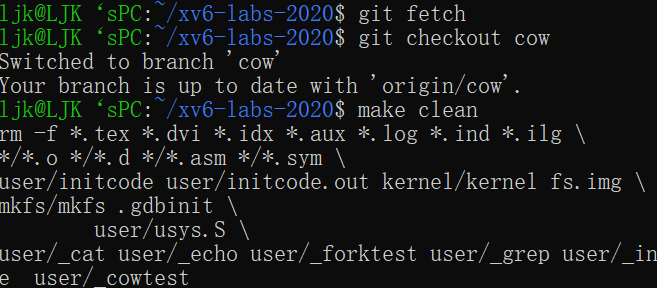 ljk@LJK ‘sPC:~/xv6-labs-2020$ git fetch
ljk@LJK ‘sPC:~/xv6-labs-2020$ git checkout cow
Switched to branch 'cow'
Your branch is up to date with 'origin/cow'.
ljk@LJK ‘sPC:~/xv6-labs-2020$ make clean
rm -f *.tex *.dvi *.idx *.aux *.log *.ind *.ilg \
*/*.o */*.d */*.asm */*.sym \
user/initcode user/initcode.out kernel/kernel fs.img \
mkfs/mkfs .gdbinit \
        user/usys.S \
user/_cat user/_echo user/_forktest user/_grep user/_in
e  user/_cowtest